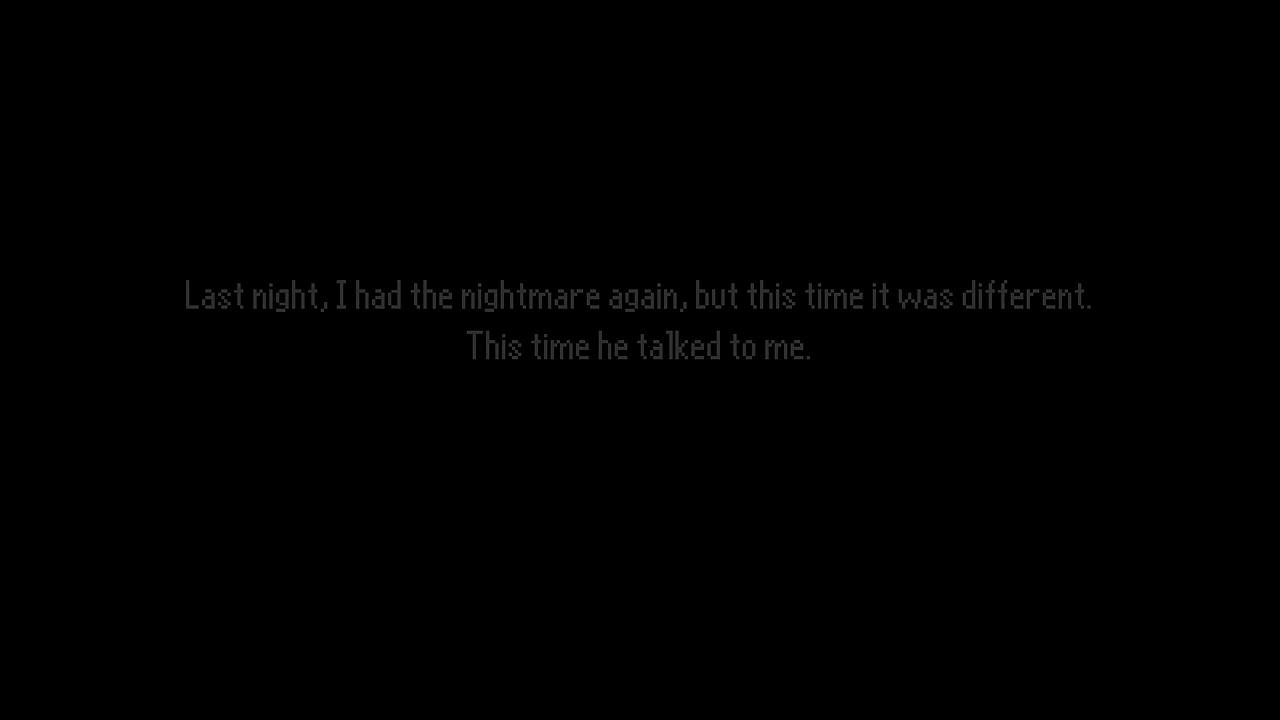 Last night, I had the nightmare again, but this time it was different.
This time he talked to me.